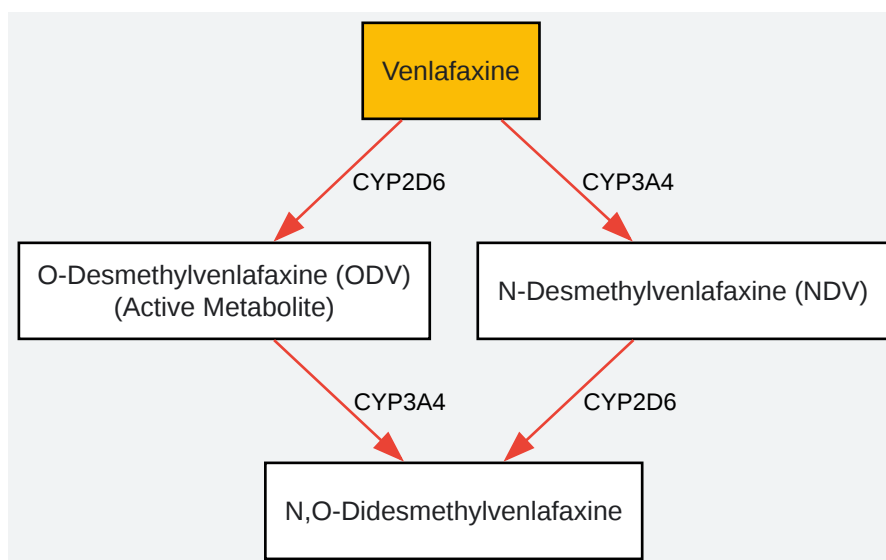 Venlafaxine
CYP2D6
CYP3A4
O-Desmethylvenlafaxine (ODV)
(Active Metabolite)
N-Desmethylvenlafaxine (NDV)
CYP3A4
CYP2D6
N,O-Didesmethylvenlafaxine